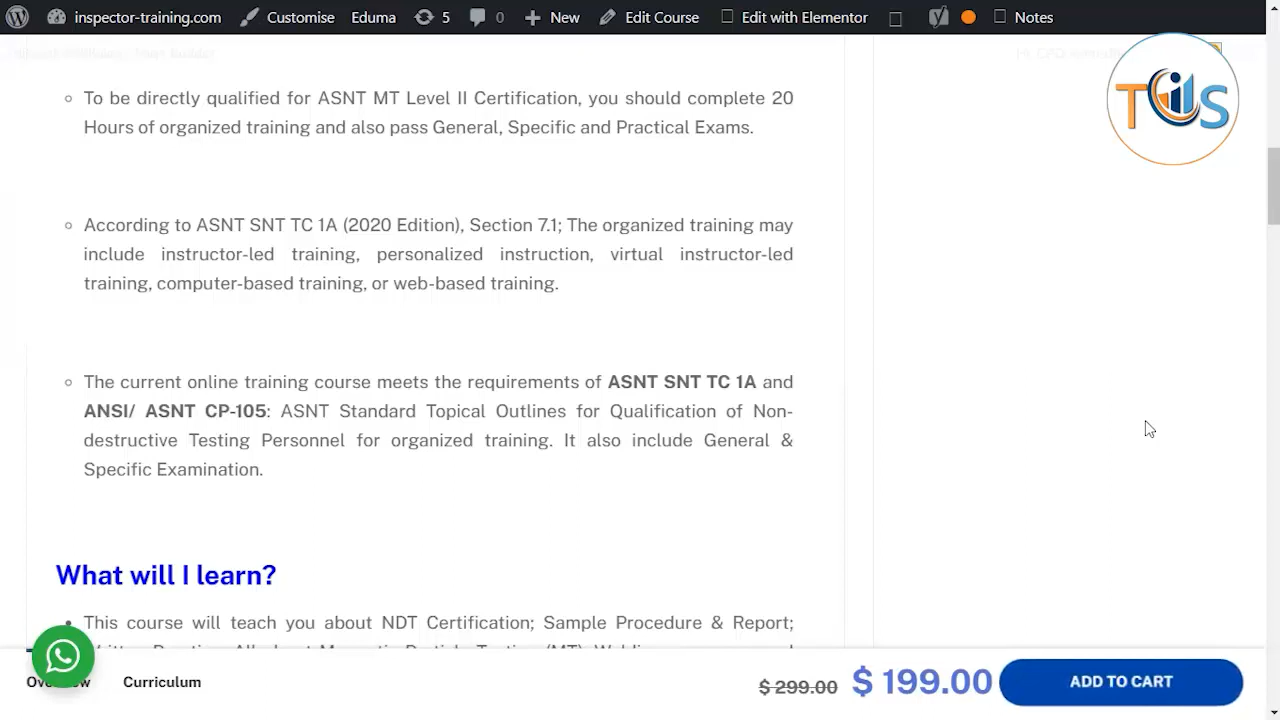 inspector-training.com Customise Eduma 5 0 New Edit Course Edit with Elementor Notes
TIS
To be directly qualified for ASNT MT Level II Certification, you should complete 20
Hours of organized training and also pass General, Specific and Practical Exams.
According to ASNT SNT TC 1A (2020 Edition), Section 7.1; The organized training may
include instructor-led training, personalized instruction, virtual instructor-led
training, computer-based training, or web-based training.
The current online training course meets the requirements of ASNT SNT TC 1A and
ANSI/ ASNT CP-105: ASNT Standard Topical Outlines for Qualification of Non-
destructive Testing Personnel for organized training. It also include General &
Specific Examination.
What will I learn?
This course will teach you about NDT Certification; Sample Procedure & Report;
Curriculum
$ 299.00 $ 199.00 ADD TO CART